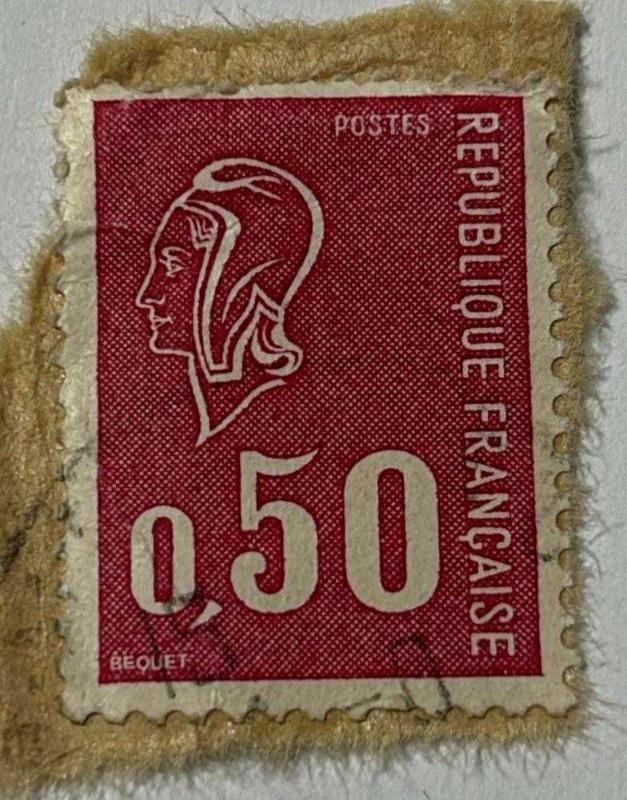 POSTES
REPUBLIQUE FRANÇAISE
0,50
BEQUET